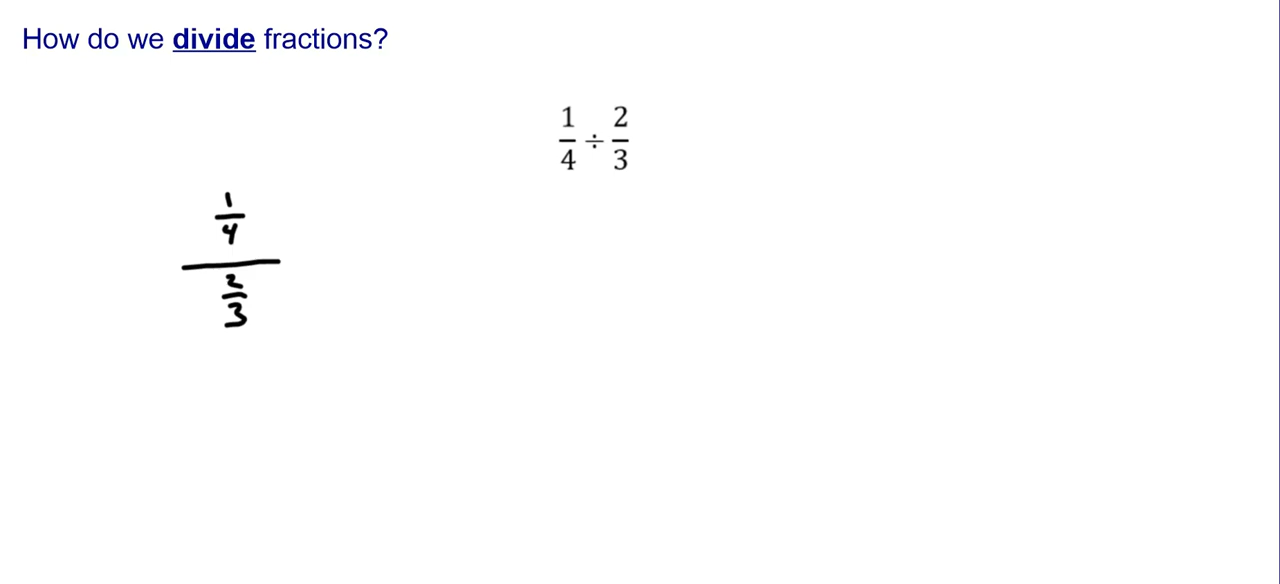 How do we divide fractions?
1/4 ÷ 2/3
1/4
2/3